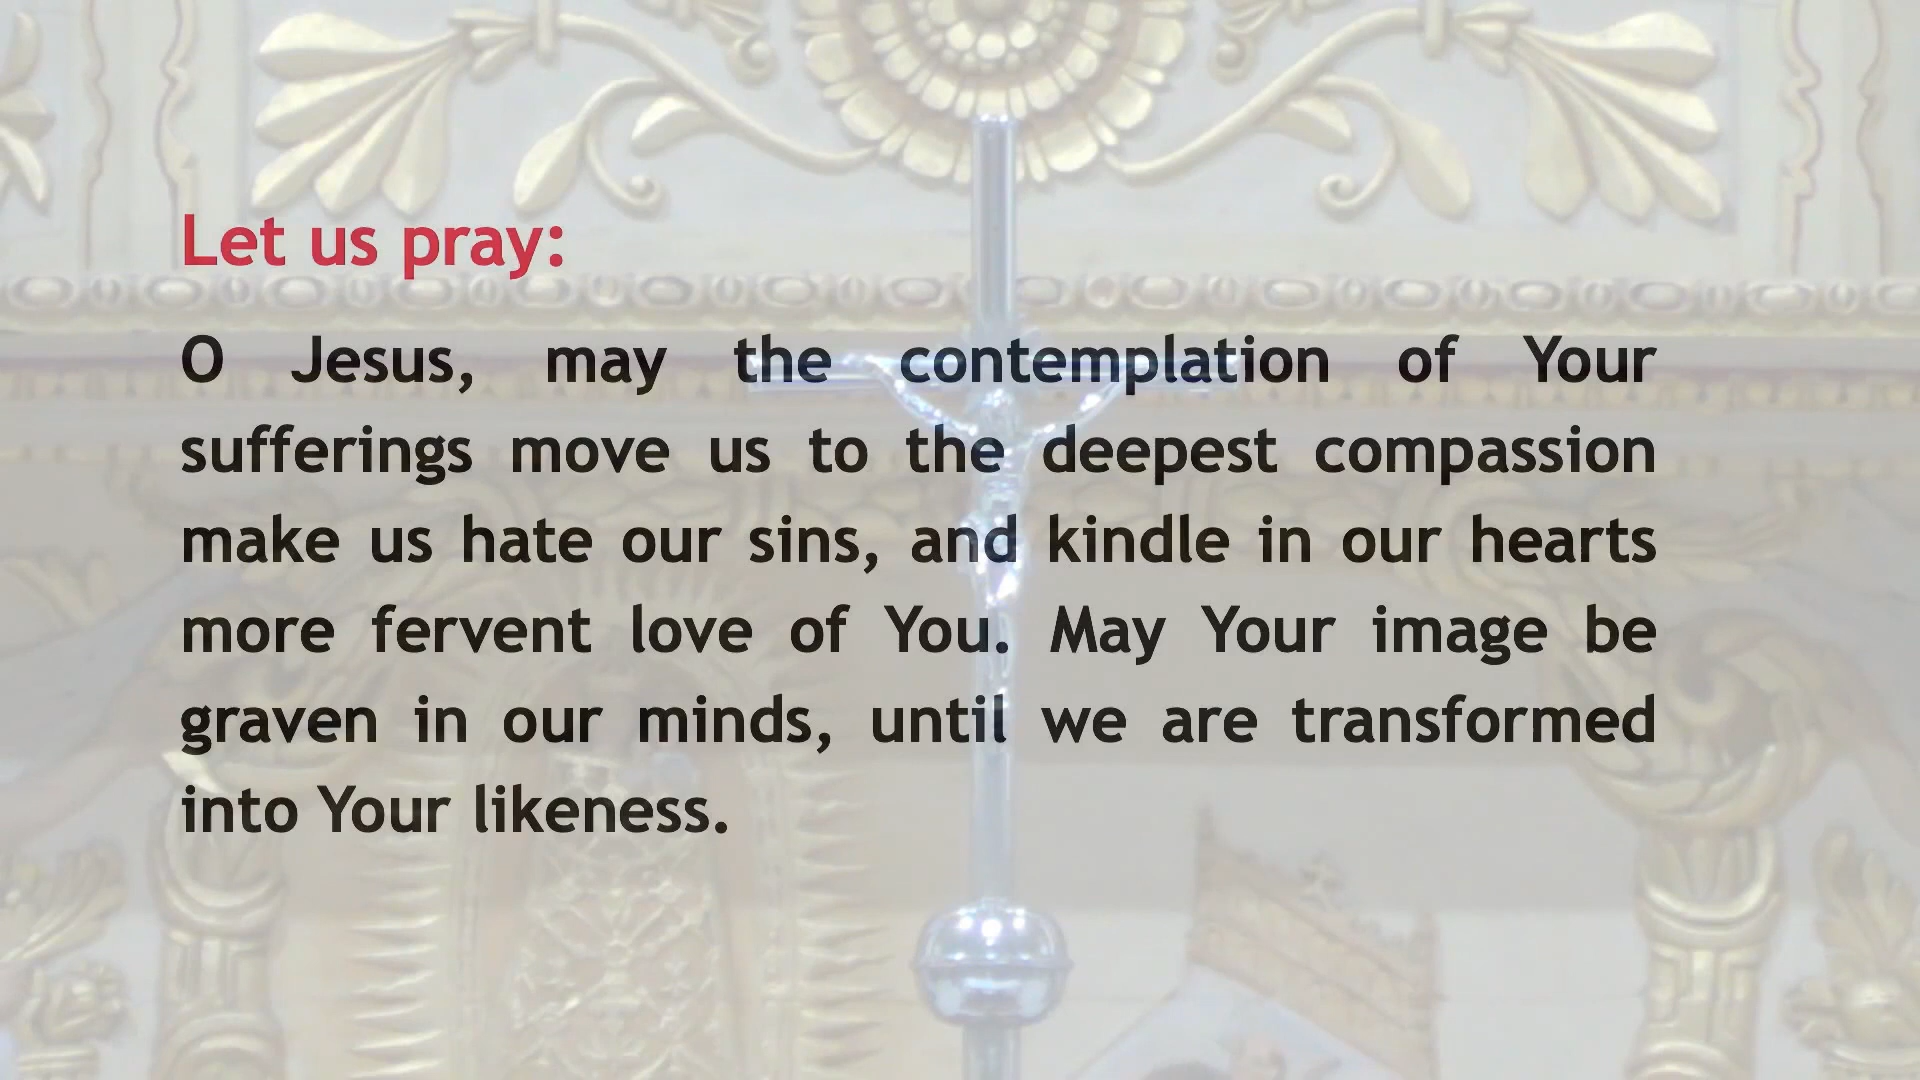 Let us pray:
O Jesus, may the contemplation of Your
sufferings move us to the deepest compassion
make us hate our sins, and kindle in our hearts
more fervent love of You. May Your image be
graven in our minds, until we are transformed
into Your likeness.